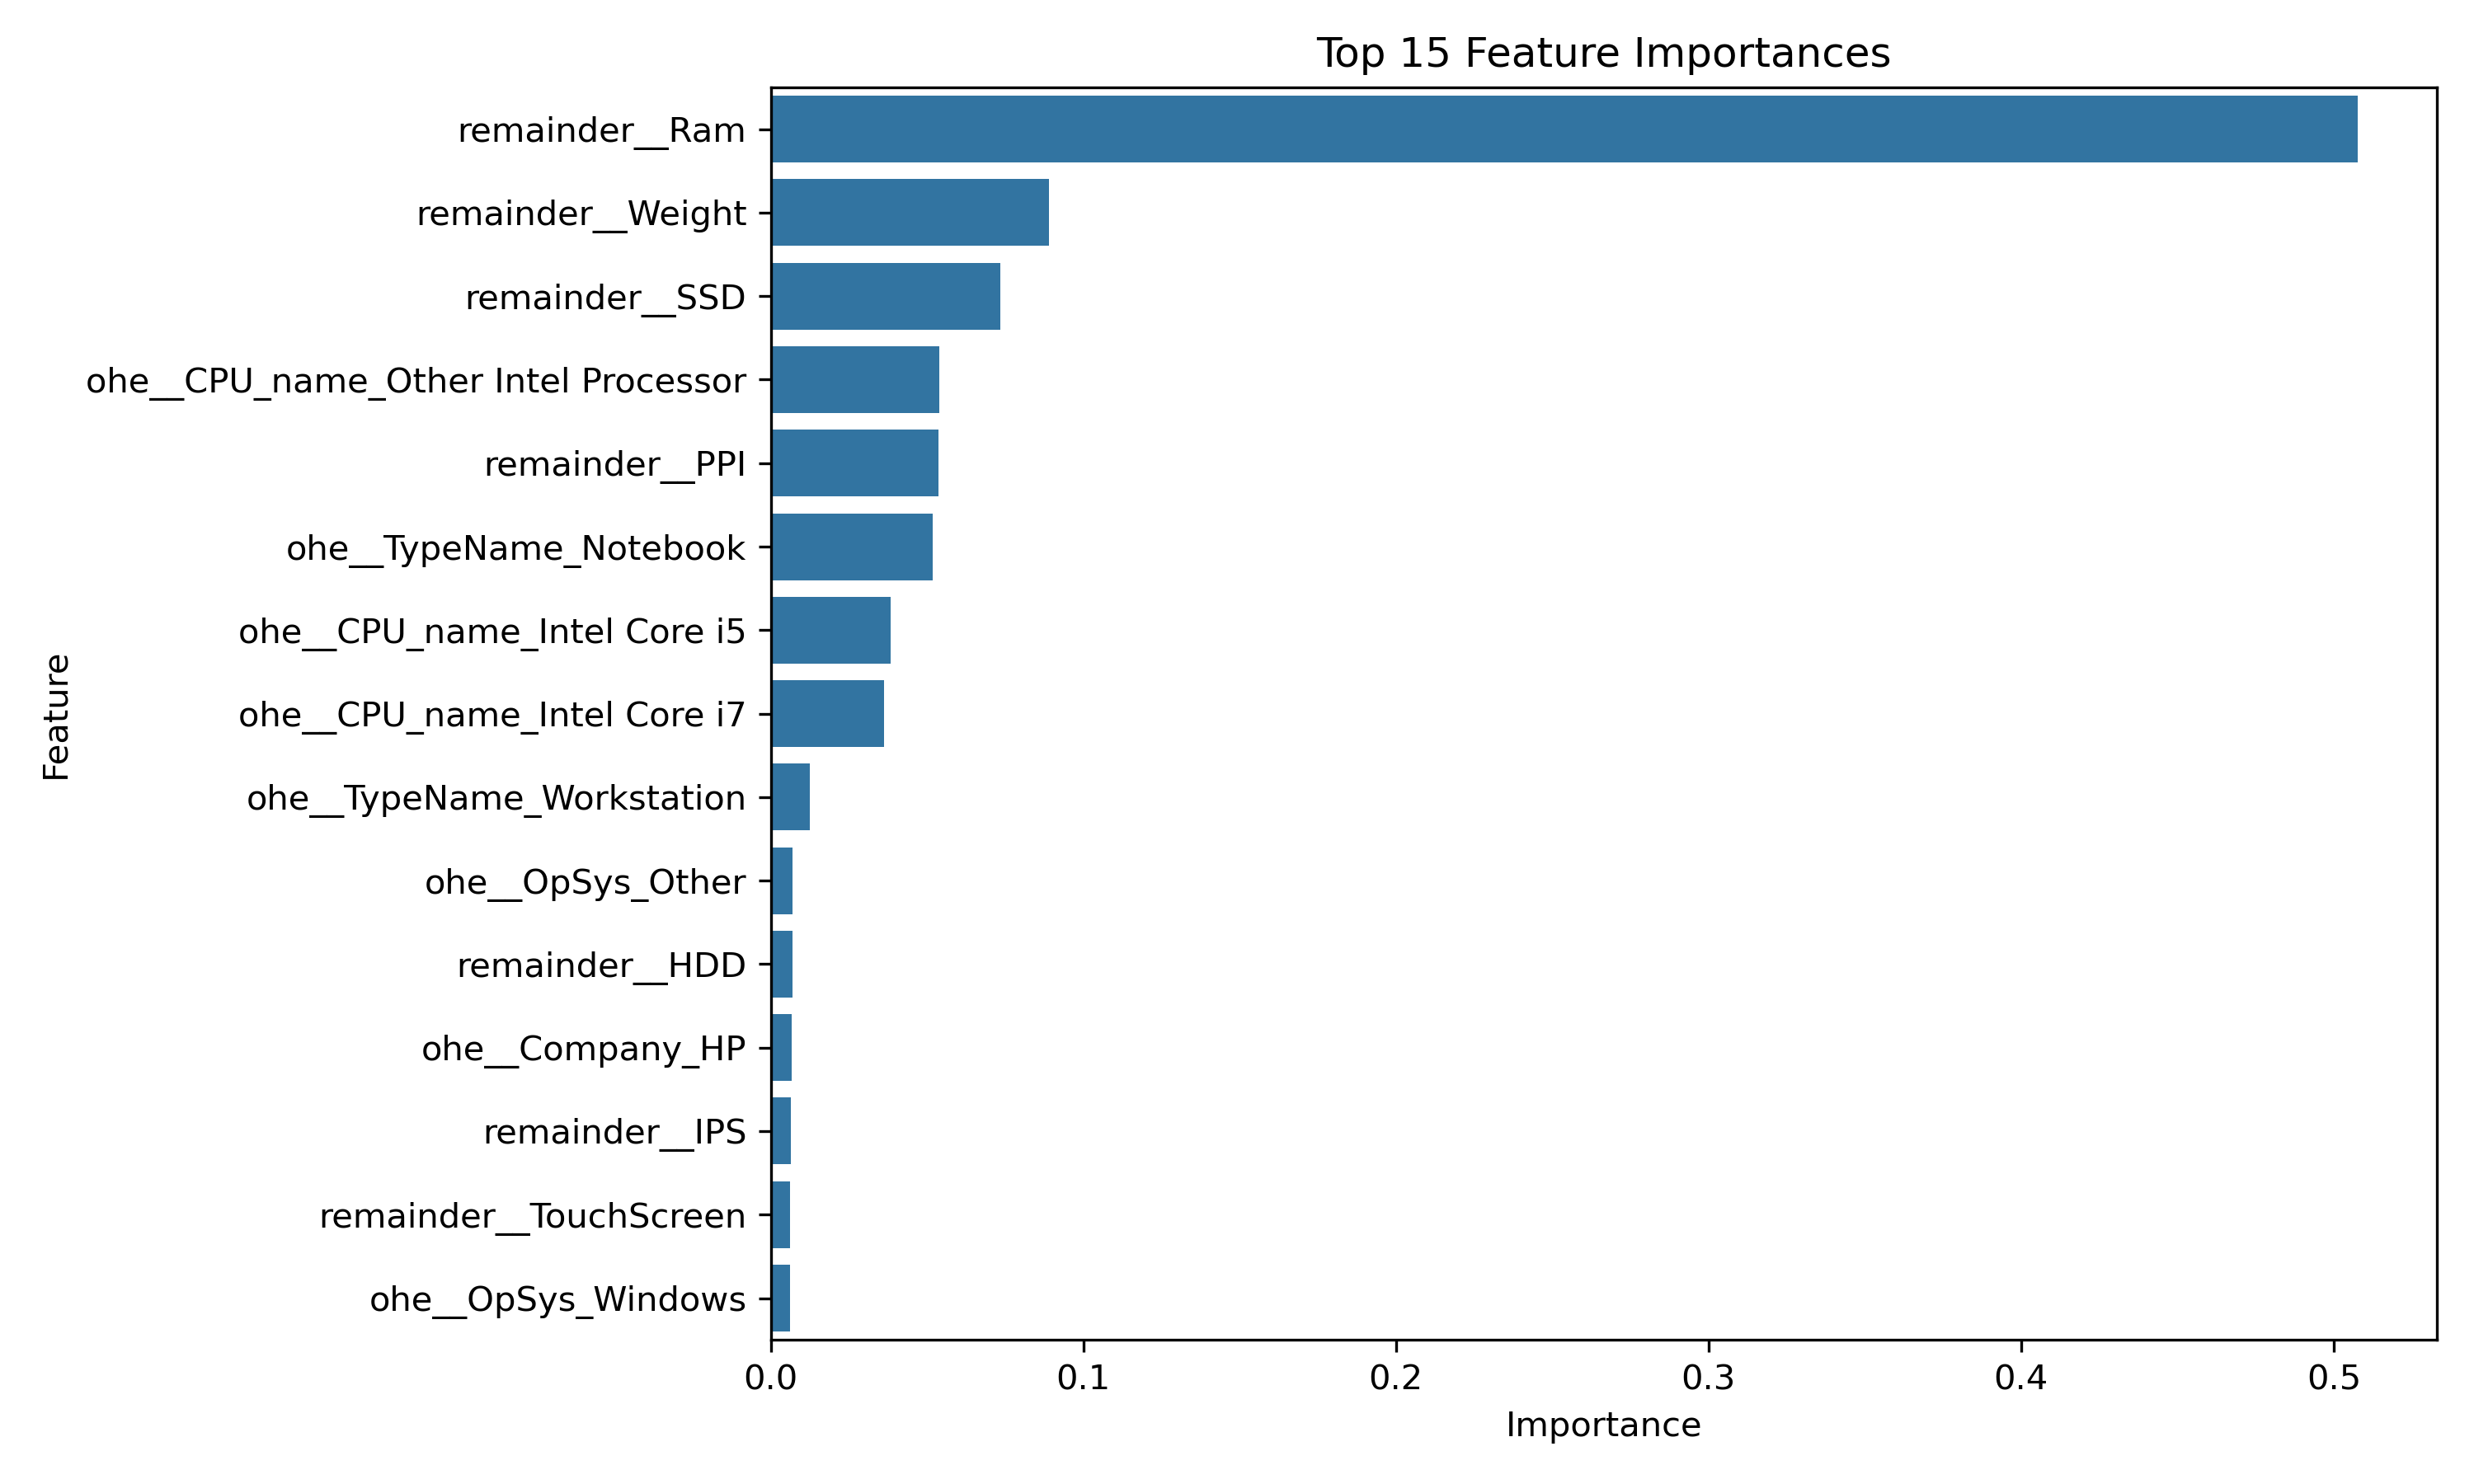 Top 15 Feature Importances
remainder__Ram
remainder__Weight
remainder__SSD
ohe__CPU_name_Other Intel Processor
remainder__PPI
ohe__TypeName_Notebook
ohe__CPU_name_Intel Core i5
ohe__CPU_name_Intel Core i7
ohe__TypeName_Workstation
ohe__OpSys_Other
remainder__HDD
ohe__Company_HP
remainder__IPS
remainder__TouchScreen
ohe__OpSys_Windows
Feature
0.0 0.1 0.2 0.3 0.4 0.5
Importance